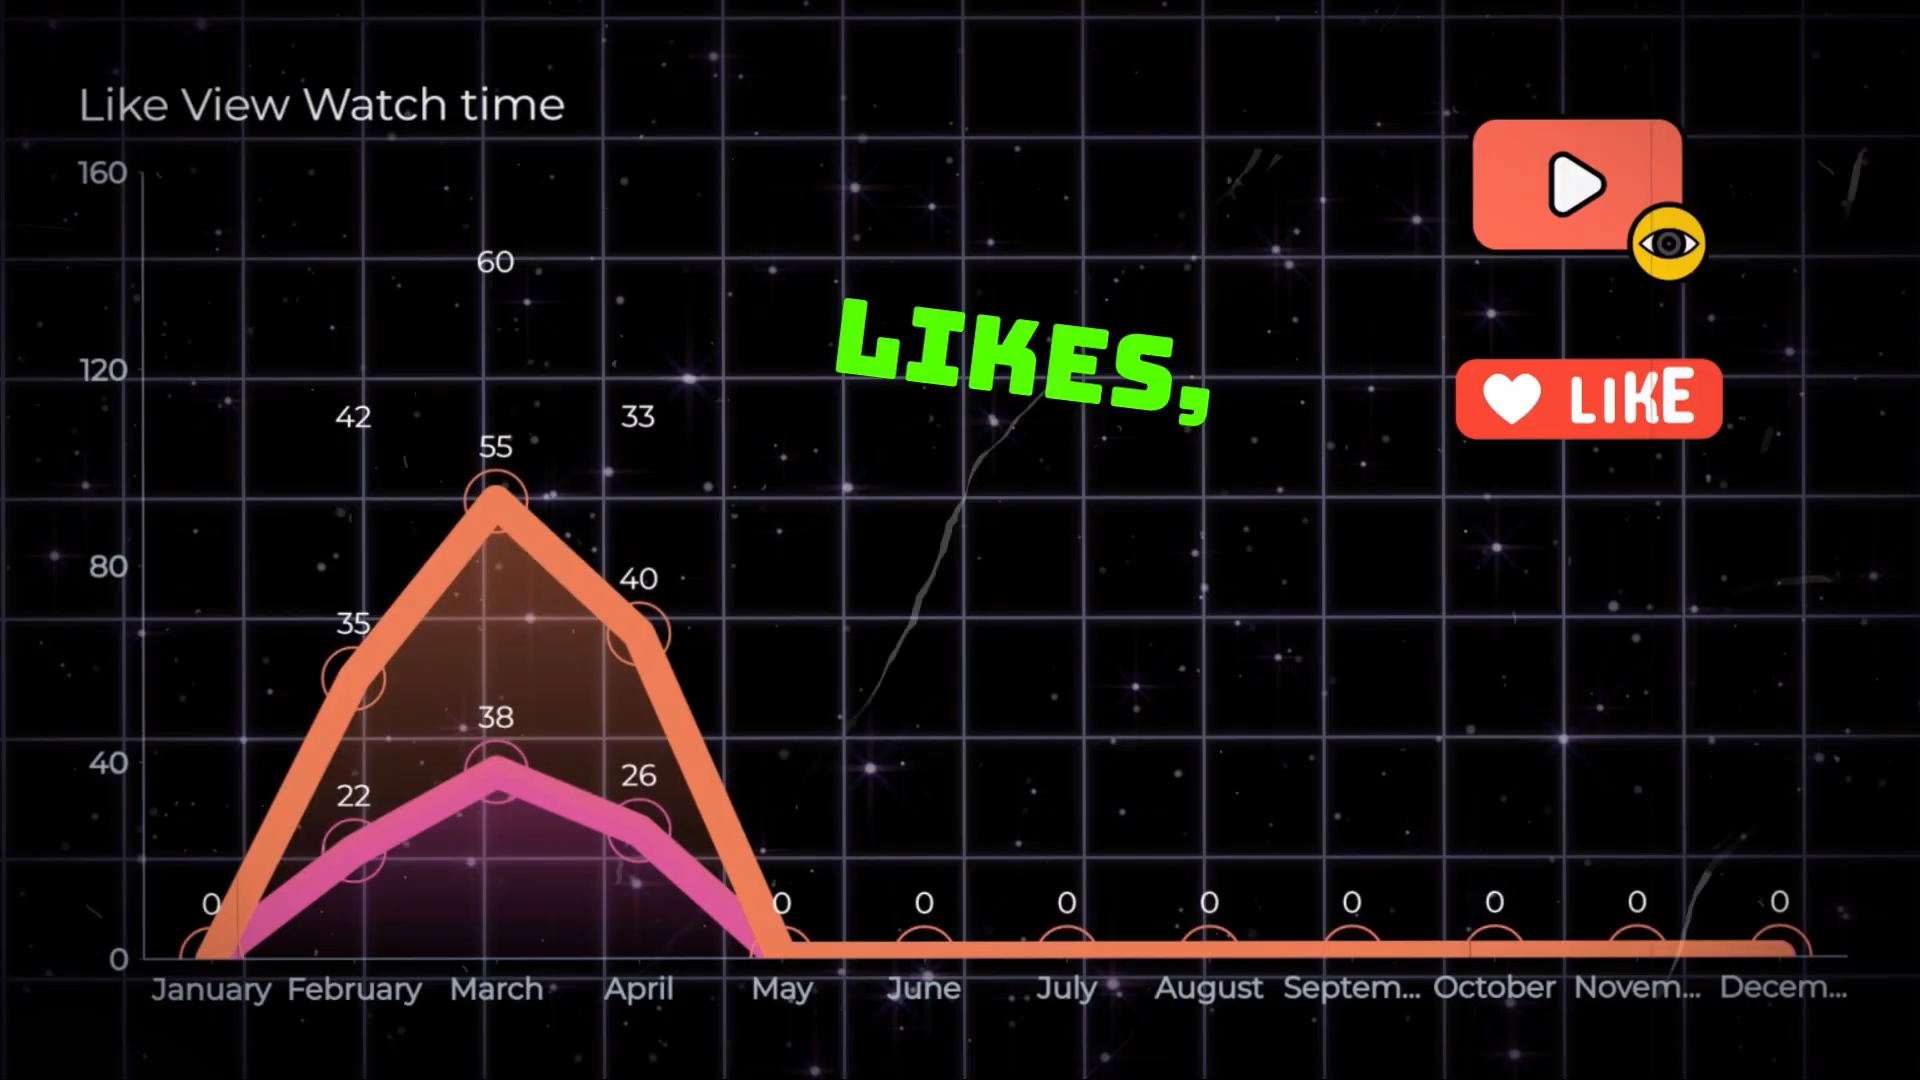 Like View Watch time
160
60
LIKES,
120
42
33
LIKE
55
80
40
35
40
38
26
22
0 0 0 0 0 0 0 0 0
0
January February March April May June July August Septem... October Novem... Decem...